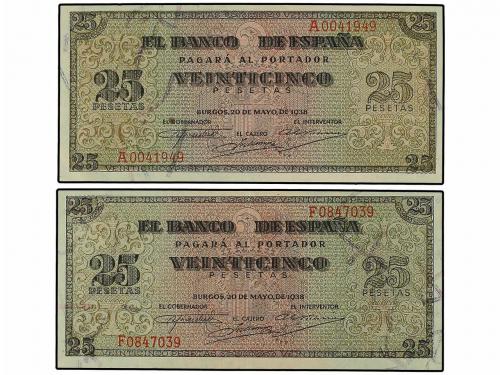 25 A0041949 25
EL BANCO DE ESPAÑA
PAGARÁ AL PORTADOR
25 VEINTICINCO 25
PESETAS PESETAS PESETAS
BURGOS, 20 DE MAYO, DE 1938
EL GOBERNADOR EL INTERVENTOR
EL CAJERO
A0041949
25 25
25 F0847039 25
EL BANCO DE ESPAÑA
PAGARÁ AL PORTADOR
25 VEINTICINCO 25
PESETAS PESETAS PESETAS
BURGOS, 20 DE MAYO, DE 1938
EL GOBERNADOR EL INTERVENTOR
EL CAJERO
F0847039
25 25